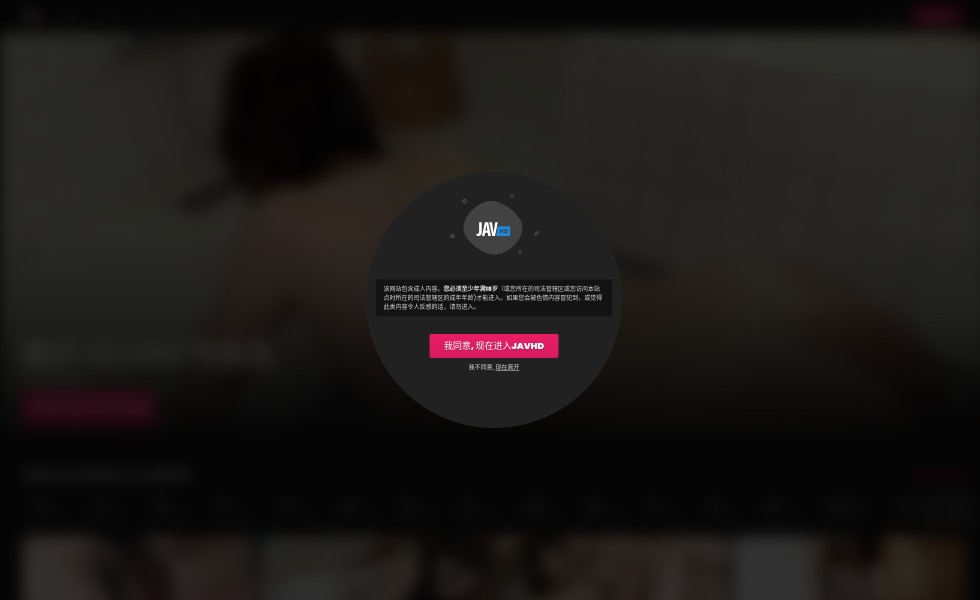 JAV HD
该网站包含成人内容。您必须至少年满18岁（或您所在的司法管辖区或您访问本站
点时所在的司法管辖区的成年年龄)才能进入。如果您会被色情内容冒犯到，或觉得
此类内容令人反感的话，请勿进入。
我同意, 现在进入JAVHD
我不同意, 现在离开